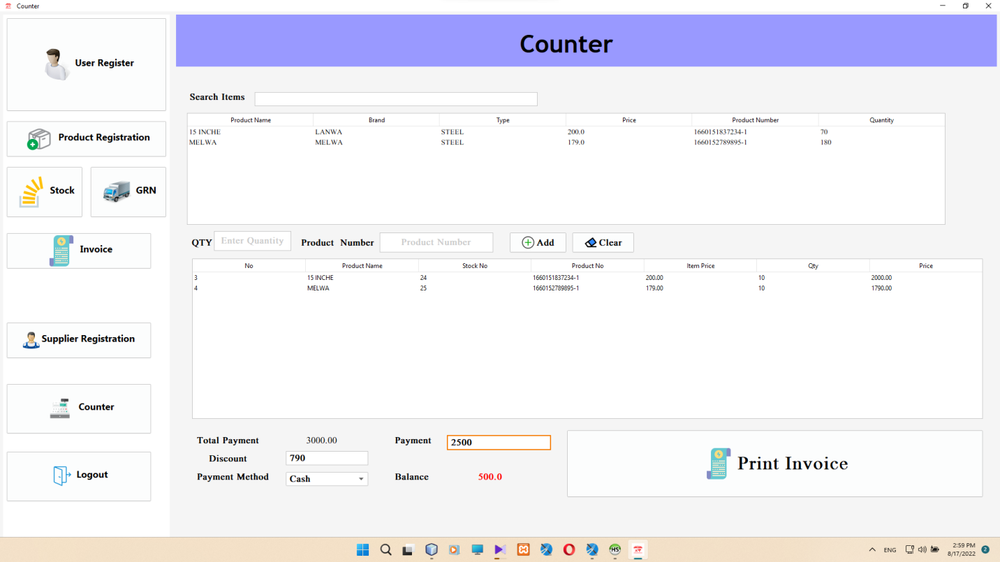 Counter
User Register
Product Registration
Stock
GRN
Invoice
Supplier Registration
Counter
Logout
Counter
Search Items
Product Name Brand Type Price Product Number Quantity
15 INCHE LANWA STEEL 200.0 1660151837234-1 70
MELWA MELWA STEEL 179.0 1660152789895-1 180
QTY Enter Quantity Product Number Product Number Add Clear
No Product Name Stock No Product No Item Price Qty Price
3 15 INCHE 24 1660151837234-1 200.00 10 2000.00
4 MELWA 25 1660152789895-1 179.00 10 1790.00
Total Payment 3000.00 Payment 2500
Discount 790
Payment Method Cash Balance 500.0
Print Invoice
HS
ENG
2:59 PM
8/17/2022
2